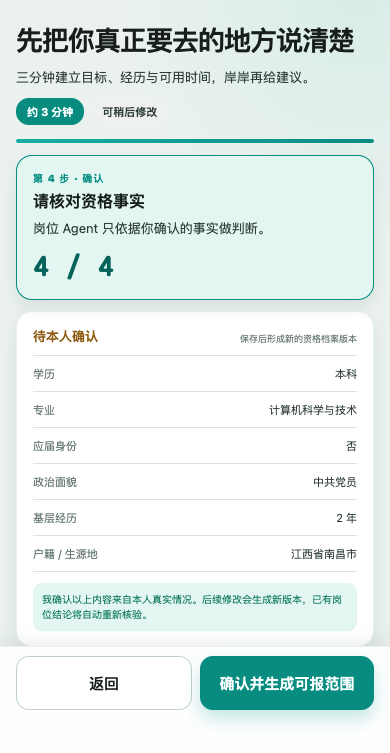 先把你真正要去的地方说清楚
三分钟建立目标、经历与可用时间，岸岸再给建议。
约 3 分钟
可稍后修改
第 4 步 · 确认
请核对资格事实
岗位 Agent 只依据你确认的事实做判断。
4 / 4
待本人确认 保存后形成新的资格档案版本
学历 本科
专业 计算机科学与技术
应届身份 否
政治面貌 中共党员
基层经历 2 年
户籍 / 生源地 江西省南昌市
我确认以上内容来自本人真实情况。后续修改会生成新版本，已有岗
位结论将自动重新核验。
返回
确认并生成可报范围